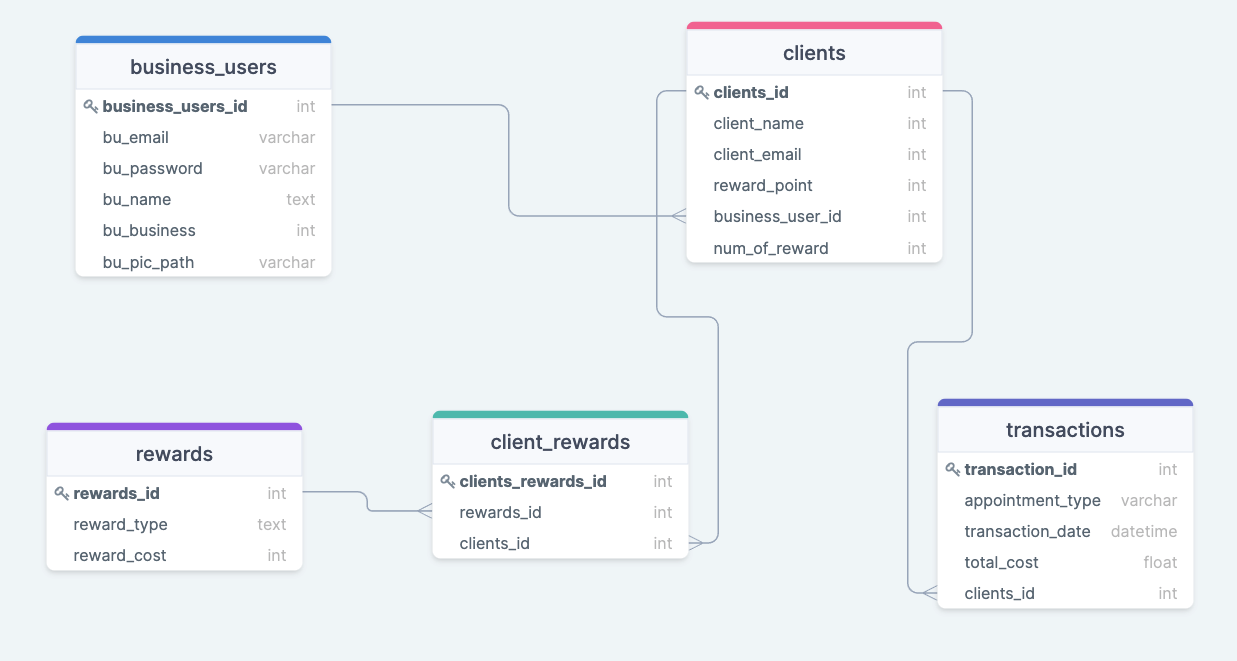 business_users
business_users_id int
bu_email varchar
bu_password varchar
bu_name text
bu_business int
bu_pic_path varchar
clients
clients_id int
client_name int
client_email int
reward_point int
business_user_id int
num_of_reward int
rewards
rewards_id int
reward_type text
reward_cost int
client_rewards
clients_rewards_id int
rewards_id int
clients_id int
transactions
transaction_id int
appointment_type varchar
transaction_date datetime
total_cost float
clients_id int